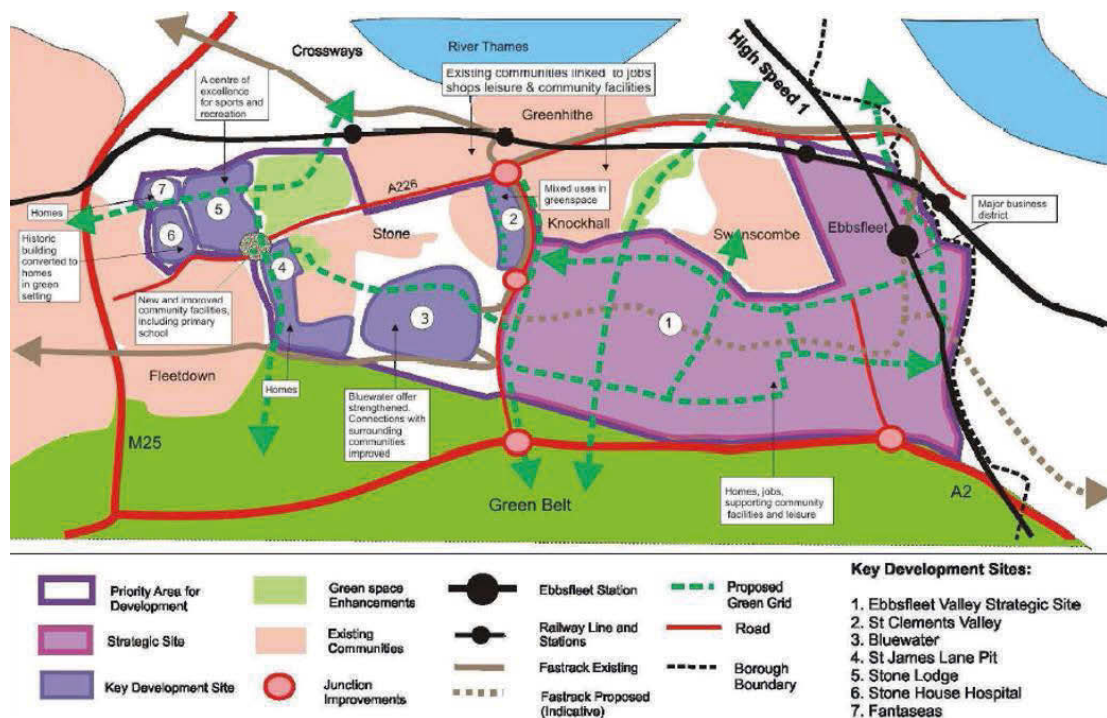 River Thames
Crossways
High Speed 1
A centre of
excellence
for sports and
recreation
Existing communities linked to jobs
shops leisure & community facilities
Greenhithe
A226
7
Homes
5
6
Historic
building
converted to
homes
in green
setting
Stone
Mixed uses in
greenspace
2
Knockhall
Swanscombe
Ebbsfleet
Major business
district
4
New and improved
community facilities,
including primary
school
3
1
Fleetdown
Homes
Bluewater offer
strengthened.
Connections with
surrounding
communities
improved
M25
Green Belt
Homes, jobs,
supporting community
facilities and leisure
A2
Priority Area for
Development
Strategic Site
Key Development Site
Green space
Enhancements
Existing
Communities
Junction
Improvements
Ebbsfleet Station
Railway Line and
Stations
Fastrack Existing
Fastrack Proposed
(Indicative)
Proposed
Green Grid
Road
Borough
Boundary
Key Development Sites:
1. Ebbsfleet Valley Strategic Site
2. St Clements Valley
3. Bluewater
4. St James Lane Pit
5. Stone Lodge
6. Stone House Hospital
7. Fantaseas